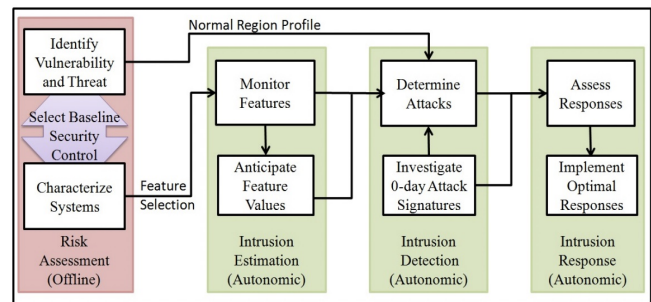 Normal Region Profile
Identify
Vulnerability
and Threat
Select Baseline
Security
Control
Characterize
Systems
Risk
Assessment
(Offline)
Feature
Selection
Monitor
Features
Anticipate
Feature
Values
Intrusion
Estimation
(Autonomic)
Determine
Attacks
Investigate
0-day Attack
Signatures
Intrusion
Detection
(Autonomic)
Assess
Responses
Implement
Optimal
Responses
Intrusion
Response
(Autonomic)